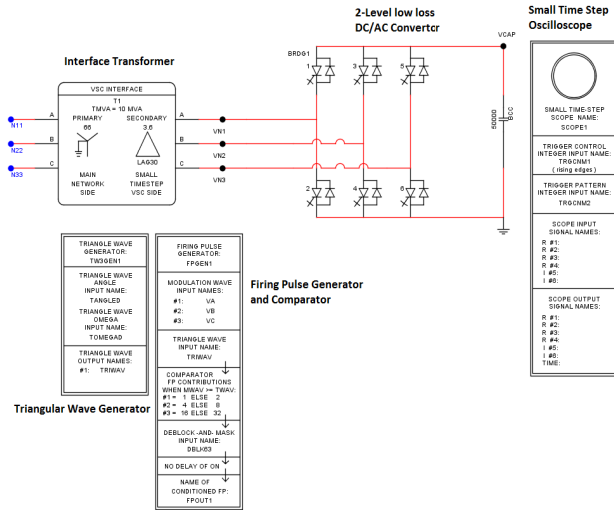 2-Level low loss
DC/AC Convertcr
Small Time Step
Oscilloscope
VCAP
BRDG1
Interface Transformer
1
3
5
VSC INTERFACE
T1
TMVA = 10 MVA
PRIMARY
SECONDARY
66
3.6
LAG30
A
B
C
A
B
C
N11
N22
N33
VN1
VN2
VN3
MAIN
NETWORK
SIDE
SMALL
TIMESTEP
VSC SIDE
2
4
6
50000
BCC
SMALL TIME-STEP
SCOPE NAME:
SCOPE1
TRIGGER CONTROL
INTEGER INPUT NAME:
TRGCNM1
( rising edges )
TRIGGER PATTERN
INTEGER INPUT NAME:
TRGCNM2
SCOPE INPUT
SIGNAL NAMES:
R #1:
R #2:
R #3:
R #4:
I #5:
I #6:
SCOPE OUTPUT
SIGNAL NAMES:
R #1:
R #2:
R #3:
R #4:
I #5:
I #6:
TIME:
TRIANGLE WAVE
GENERATOR:
TW3GEN1
TRIANGLE WAVE
ANGLE
INPUT NAME:
TANGLED
TRIANGLE WAVE
OMEGA
INPUT NAME:
TOMEGAD
TRIANGLE WAVE
OUTPUT NAMES:
#1: TRIWAV
Triangular Wave Generator
FIRING PULSE
GENERATOR:
FPGEN1
MODULATION WAVE
INPUT NAMES:
#1: VA
#2: VB
#3: VC
TRIANGLE WAVE
INPUT NAME:
TRIWAV
COMPARATOR
FP CONTRIBUTIONS
WHEN MWAV >= TWAV:
#1 = 1 ELSE 2
#2 = 4 ELSE 8
#3 = 16 ELSE 32
DEBLOCK -AND- MASK
INPUT NAME:
DBLK63
NO DELAY OF ON
NAME OF
CONDITIONED FP:
FPOUT1
Firing Pulse Generator
and Comparator